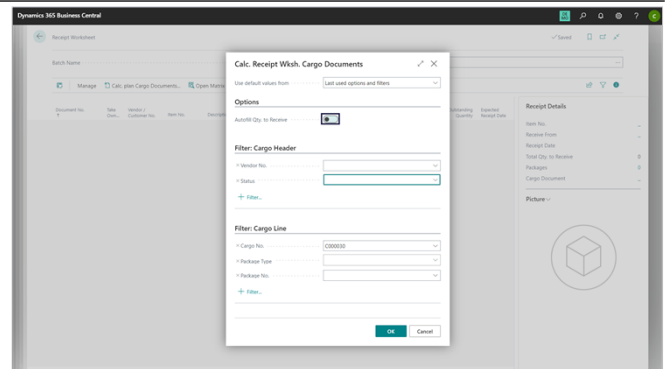 Dynamics 365 Business Central
?
C
Receipt Worksheet
✓ Saved
Batch Name
Manage
Calc. plan Cargo Documents...
Open Matrix
Document No.
Vendor /
Customer No.
Item No.
Outstanding
Quantity
Expected
Receipt Date
Calc. Receipt Wksh. Cargo Documents
Use default values from
Last used options and filters
Options
Autofill Qty. to Receive
Filter: Cargo Header
× Vendor No.
× Status
+ Filter...
Filter: Cargo Line
× Cargo No.
C000030
× Package Type
× Package No.
+ Filter...
OK
Cancel
Receipt Details
Item No.
Receive From
Receipt Date
Total Qty. to Receive
0
Packages
0
Cargo Document
Picture